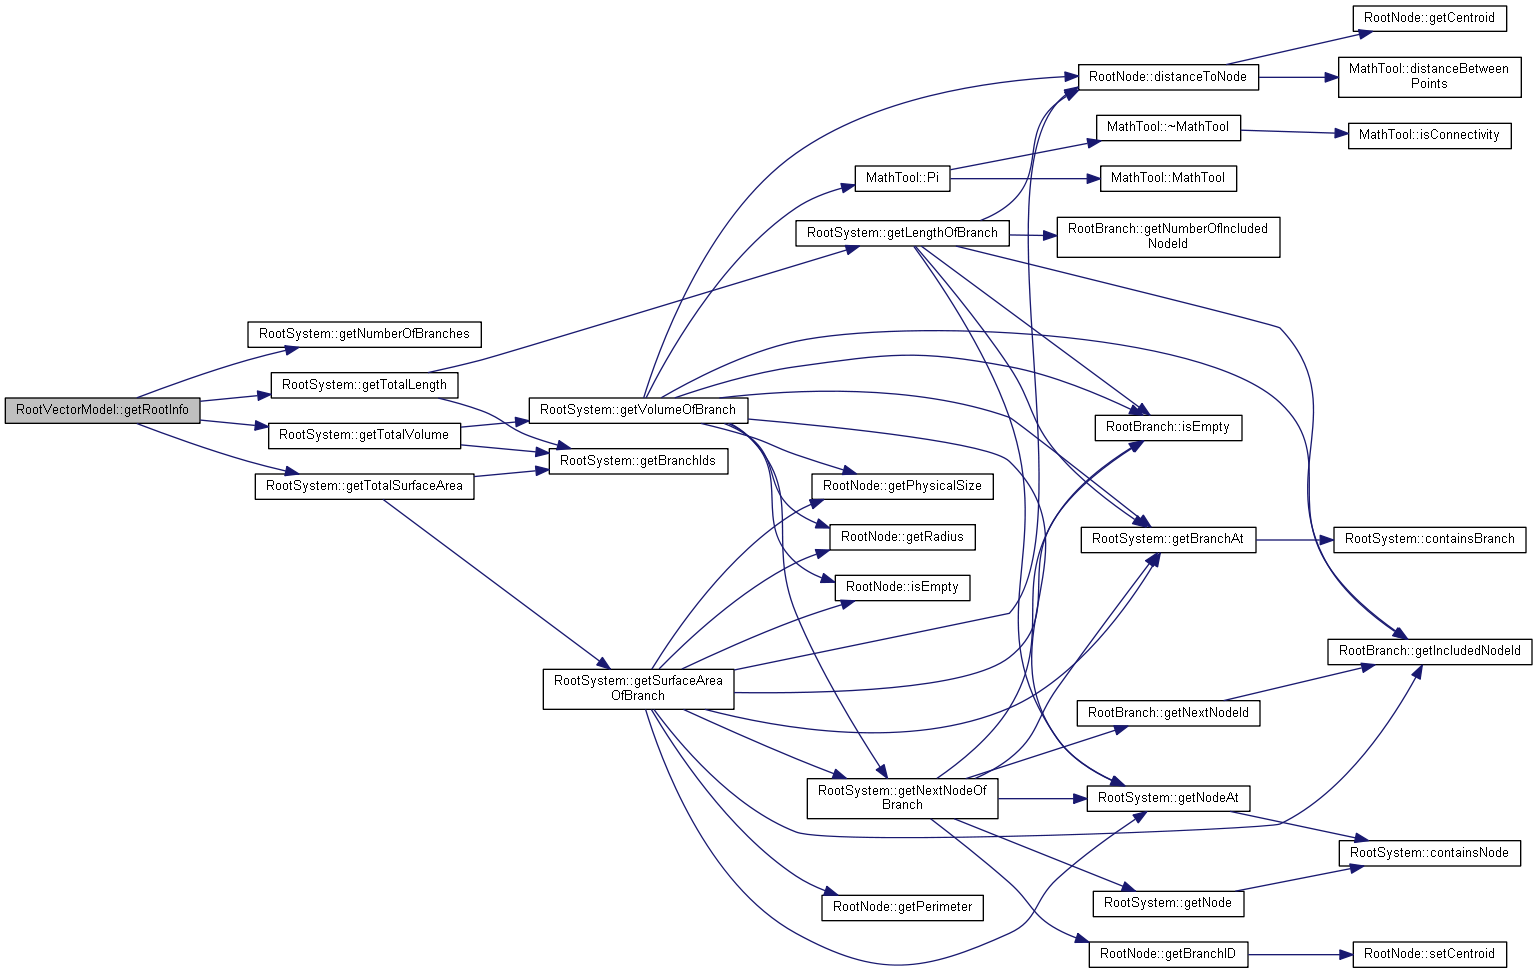 RootNode::getCentroid
RootNode::distanceToNode
MathTool::distanceBetween
Points
MathTool::~MathTool
MathTool::isConnectivity
MathTool::Pi
MathTool::MathTool
RootSystem::getLengthOfBranch
RootBranch::getNumberOfIncluded
NodeId
RootSystem::getNumberOfBranches
RootSystem::getTotalLength
RootVectorModel::getRootInfo
RootSystem::getVolumeOfBranch
RootBranch::isEmpty
RootSystem::getTotalVolume
RootSystem::getBranchIds
RootSystem::getTotalSurfaceArea
RootNode::getPhysicalSize
RootNode::getRadius
RootSystem::getBranchAt
RootSystem::containsBranch
RootNode::isEmpty
RootBranch::getIncludedNodeId
RootSystem::getSurfaceArea
OfBranch
RootBranch::getNextNodeId
RootSystem::getNextNodeOf
Branch
RootSystem::getNodeAt
RootSystem::containsNode
RootNode::getPerimeter
RootSystem::getNode
RootNode::getBranchID
RootNode::setCentroid